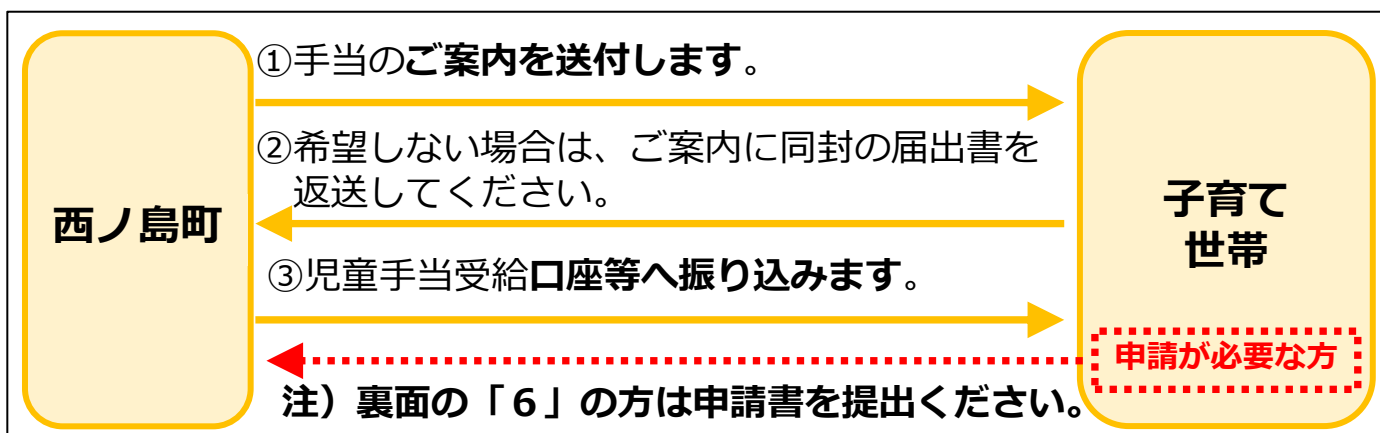 西ノ島町
①手当のご案内を送付します。
②希望しない場合は、ご案内に同封の届出書を
返送してください。
③児童手当受給口座等へ振り込みます。
子育て
世帯
申請が必要な方
注）裏面の「６」の方は申請書を提出ください。